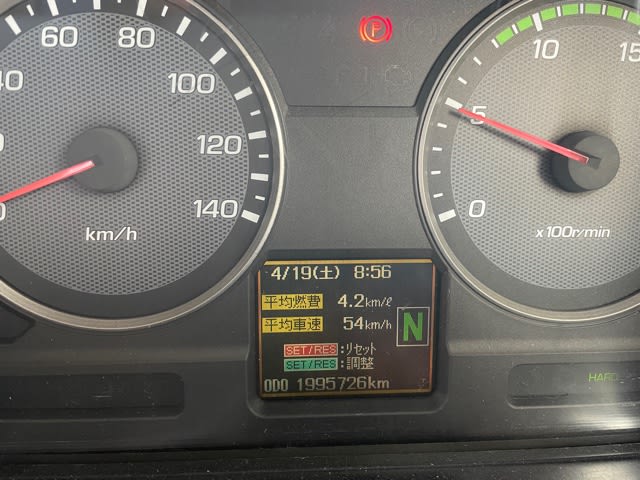 60
80
100
120
140
km/h
P
10
15
5
0
x100r/min
4/19(土) 8:56
平均燃費 4.2km/ℓ
平均車速 54km/h
N
SET/RES:リセット
SET/RES:調整
ODO 1995726km